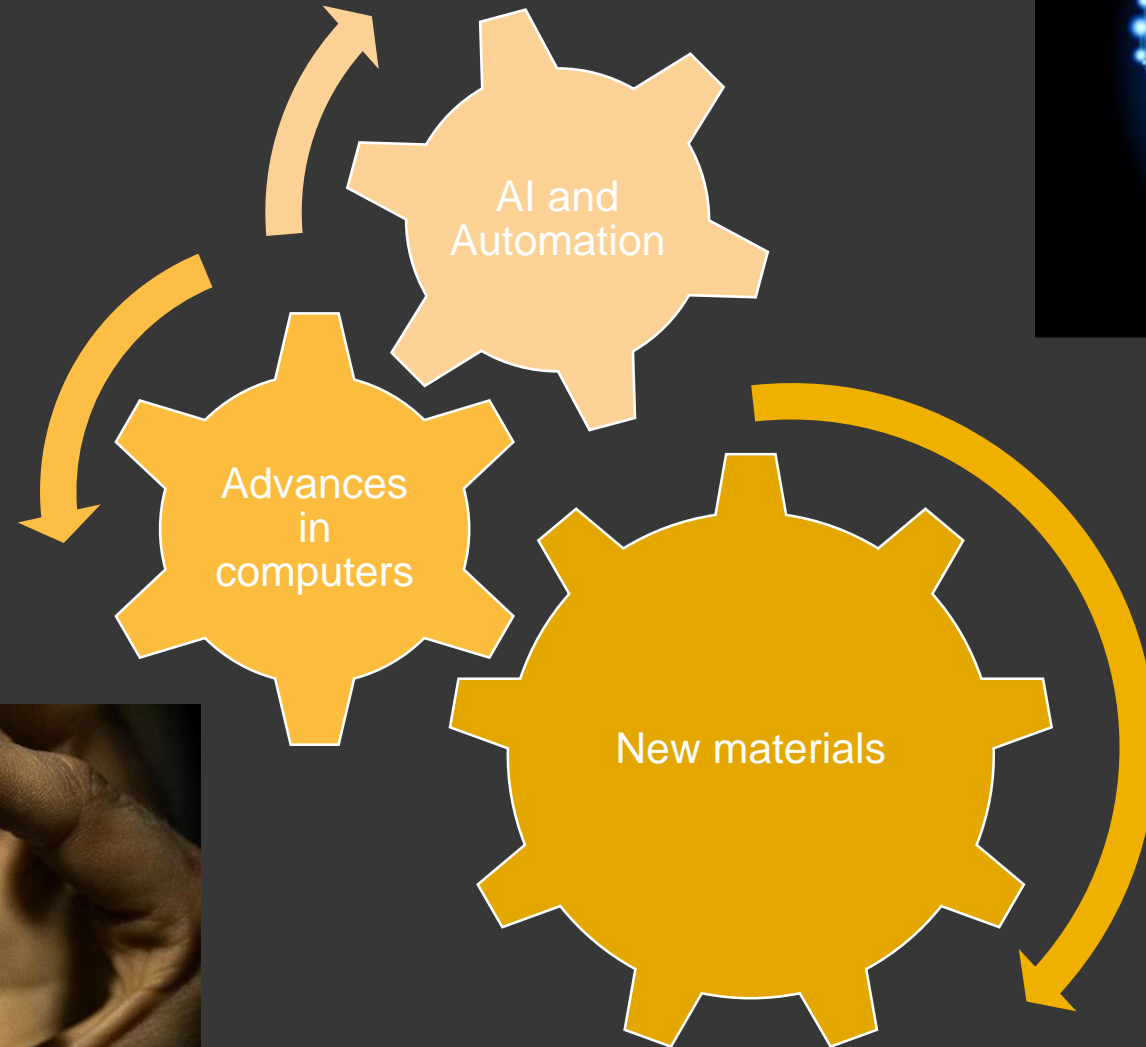 AI and
Automation
Advances
in
computers
New materials